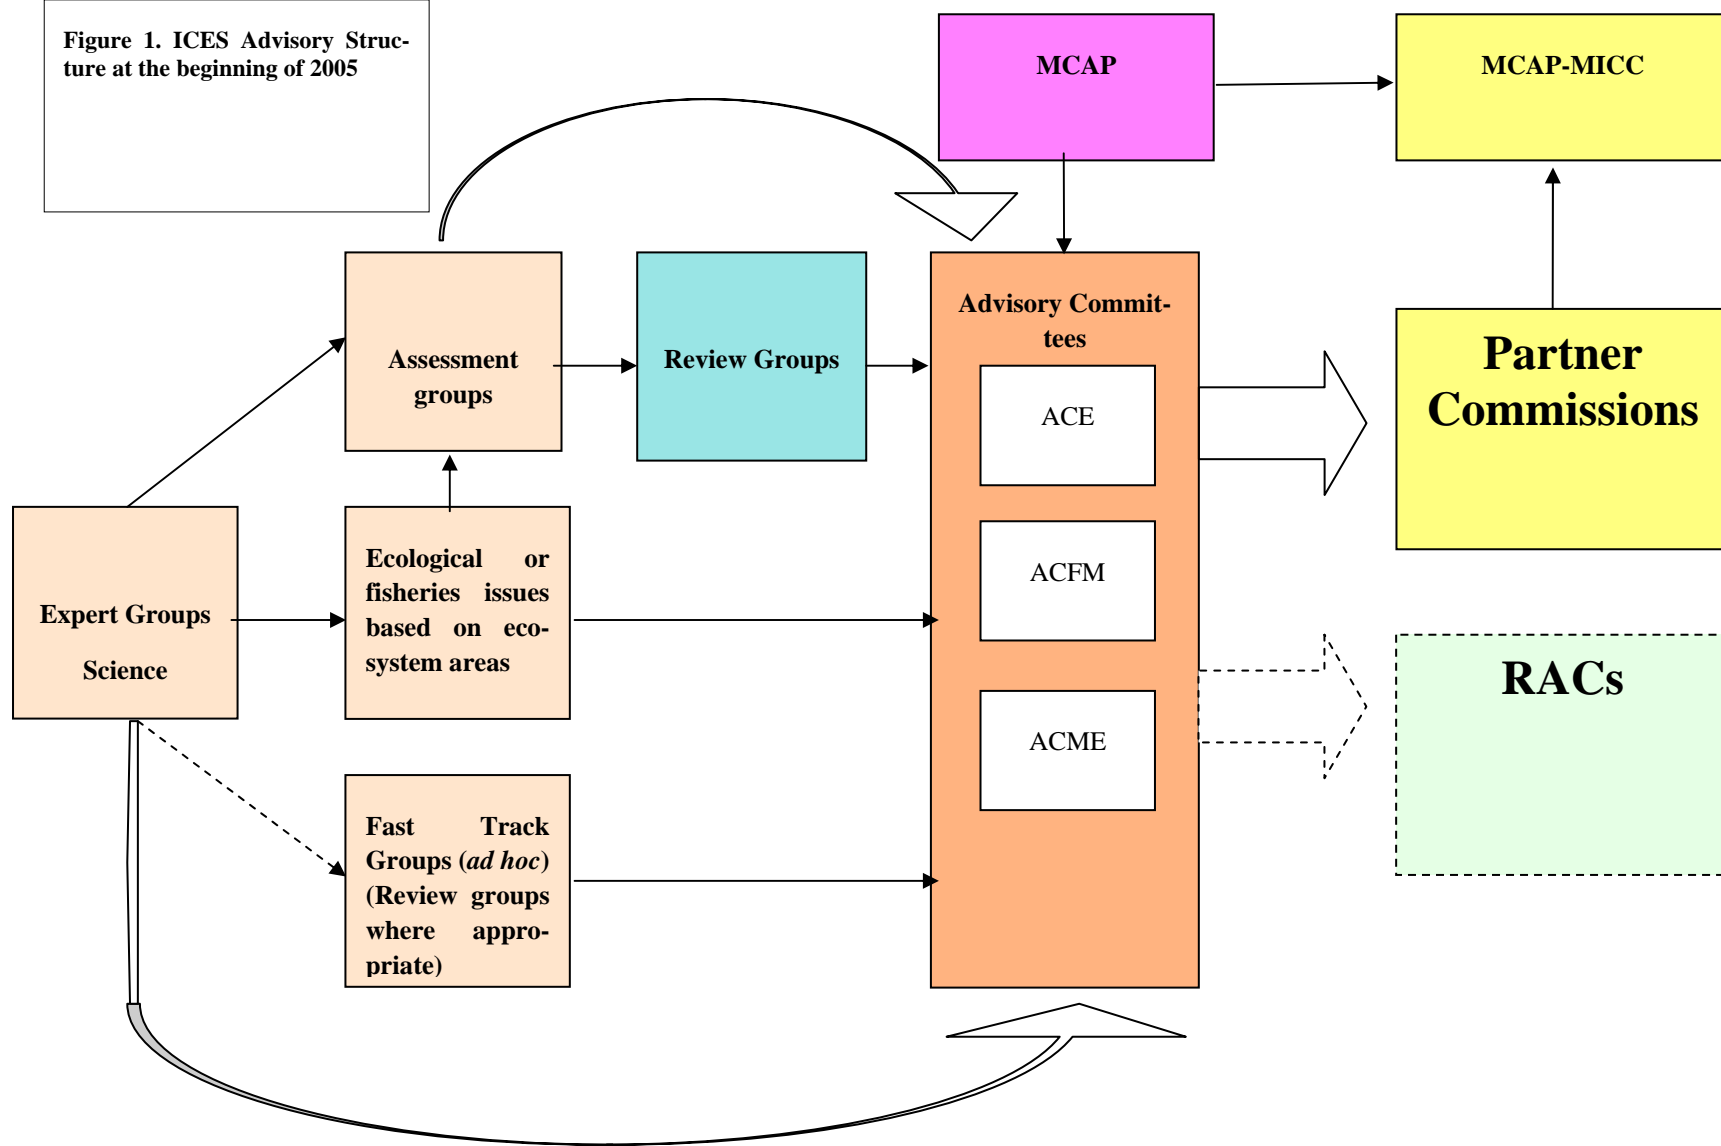 Figure 1. ICES Advisory Struc-
ture at the beginning of 2005
MCAP
MCAP-MICC
Assessment
groups
Review Groups
Advisory Commit-
tees
ACE
ACFM
ACME
Partner
Commissions
RACs
Expert Groups
Science
Ecological or
fisheries issues
based on eco-
system areas
Fast Track
Groups (ad hoc)
(Review groups
where appro-
priate)